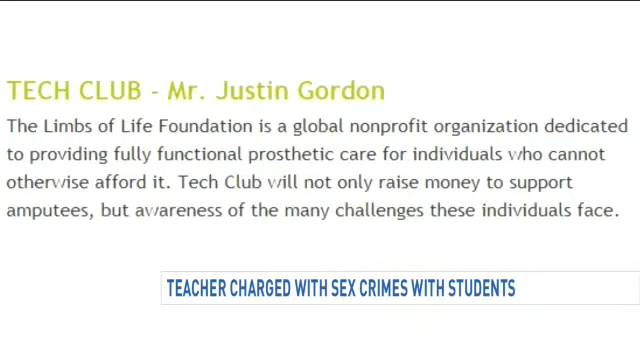 TECH CLUB - Mr. Justin Gordon
The Limbs of Life Foundation is a global nonprofit organization dedicated
to providing fully functional prosthetic care for individuals who cannot
otherwise afford it. Tech Club will not only raise money to support
amputees, but awareness of the many challenges these individuals face.
TEACHER CHARGED WITH SEX CRIMES WITH STUDENTS